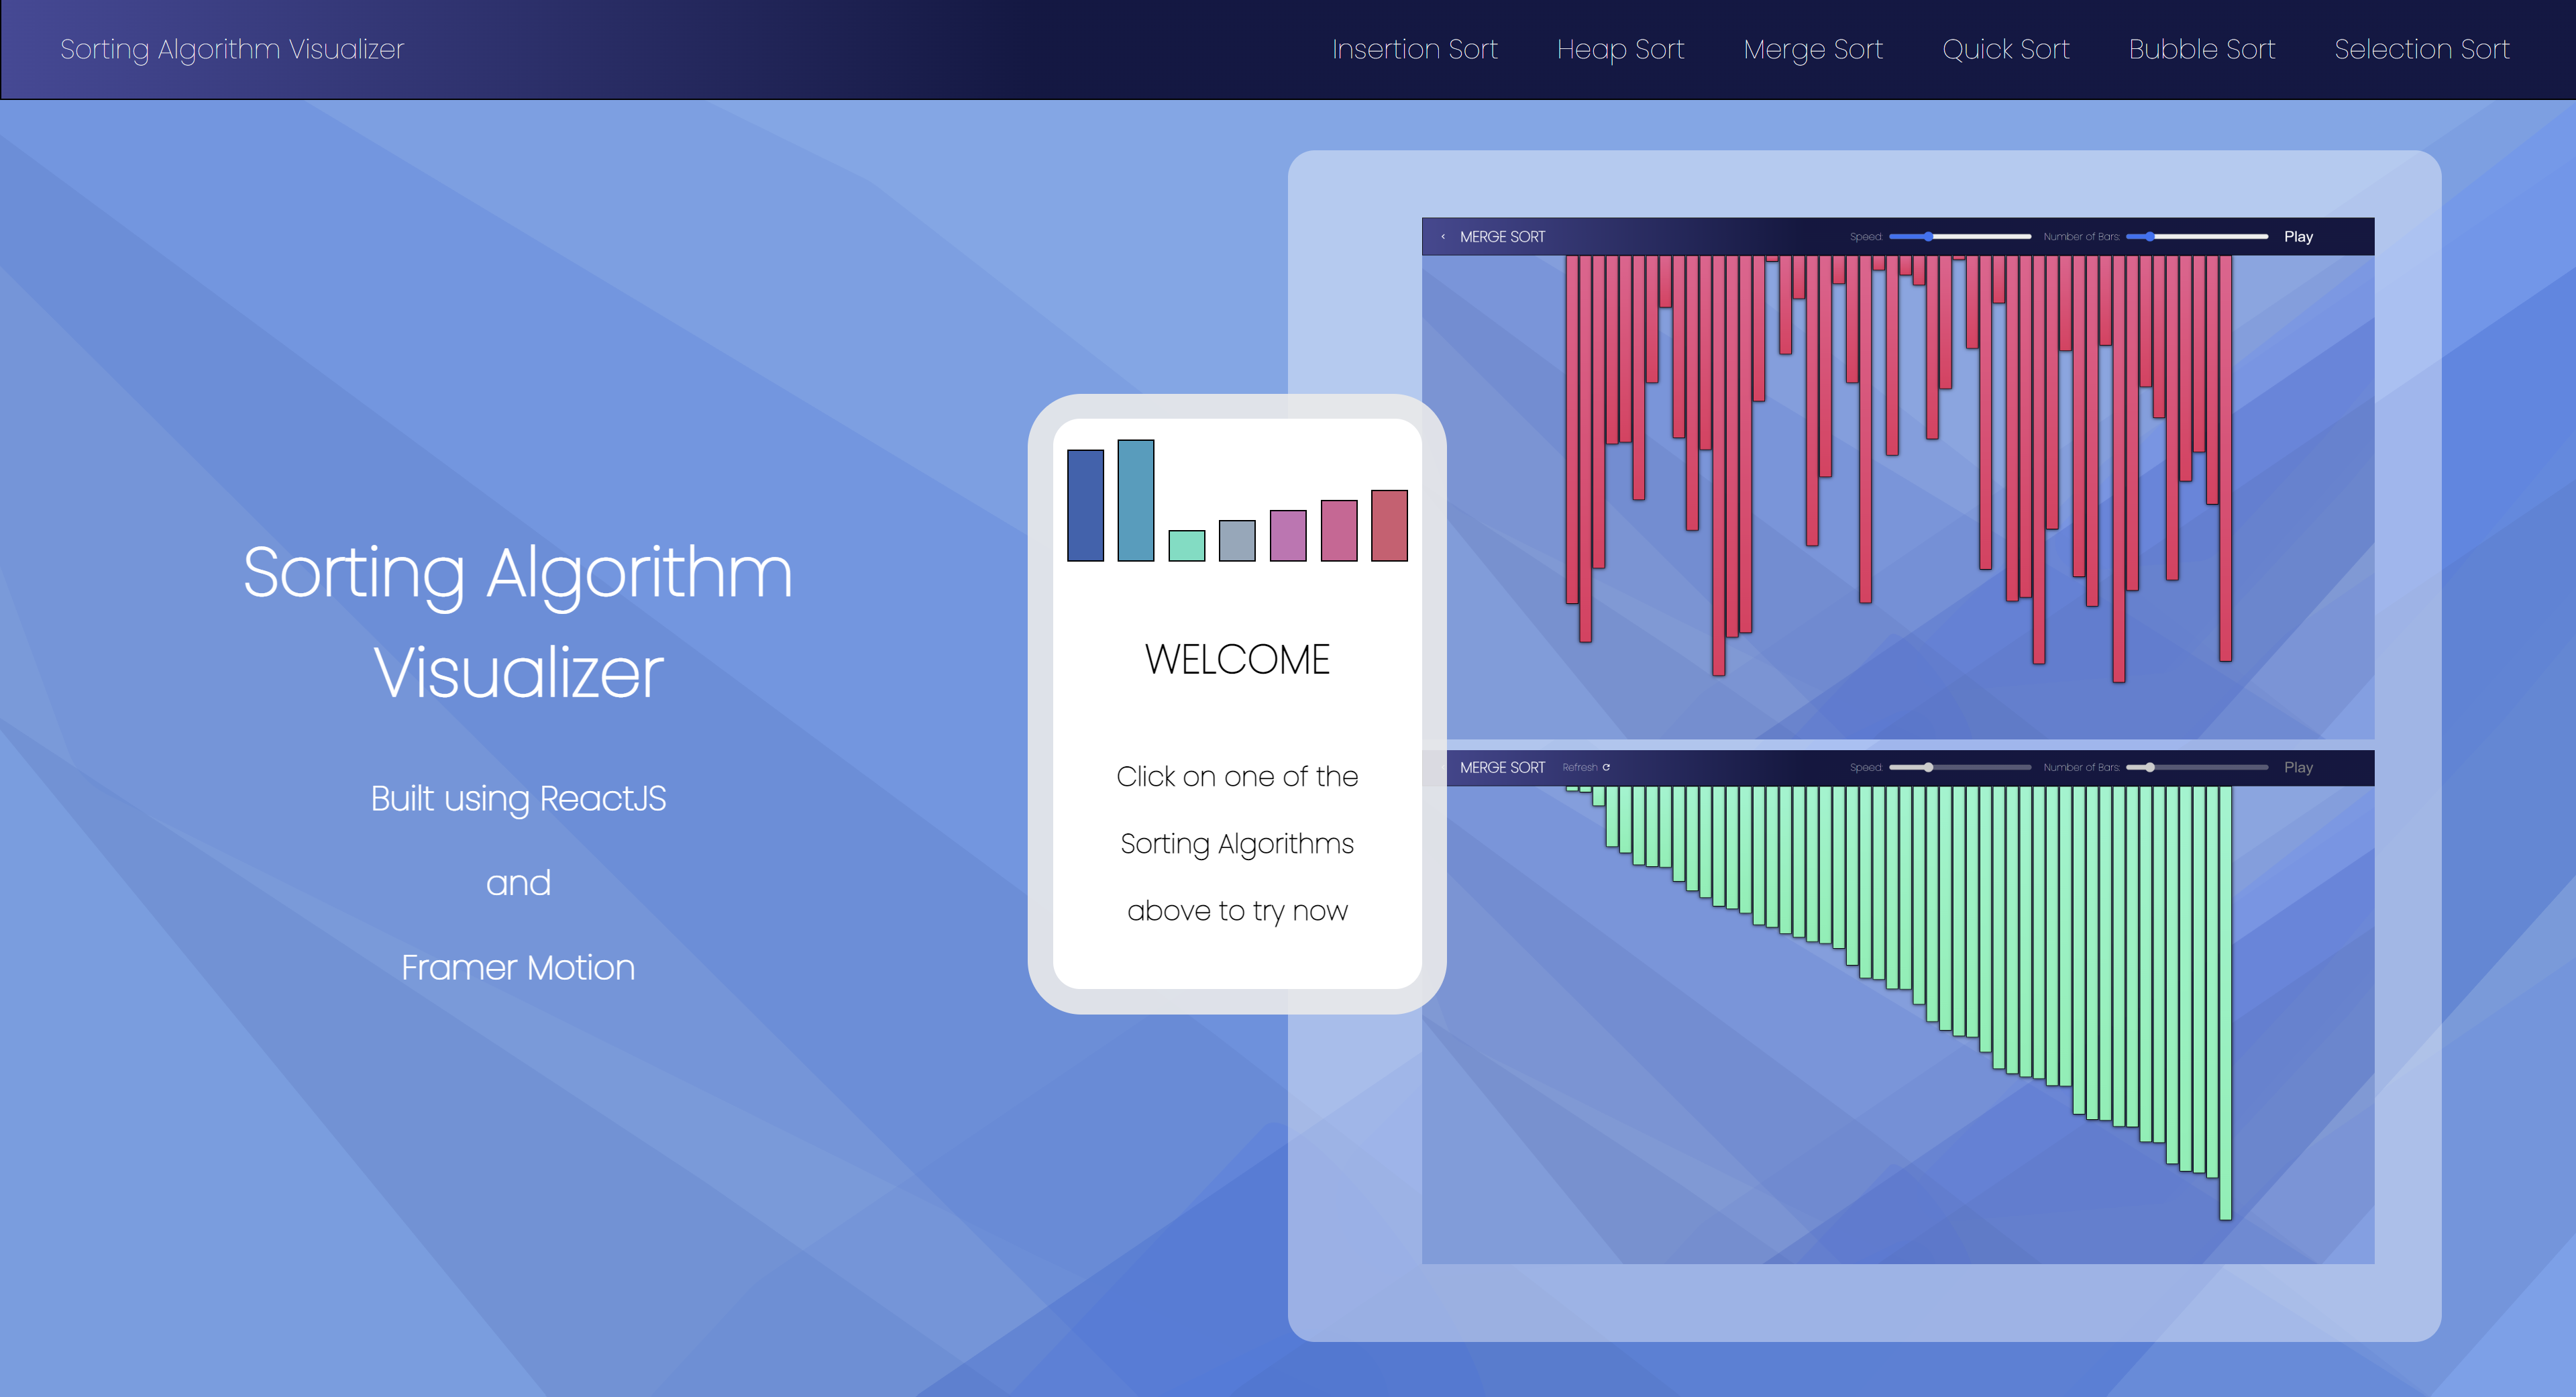 Sorting Algorithm Visualizer
Insertion Sort
Heap Sort
Merge Sort
Quick Sort
Bubble Sort
Selection Sort
Sorting Algorithm
Visualizer
Built using ReactJS
and
Framer Motion
WELCOME
Click on one of the
Sorting Algorithms
above to try now
MERGE SORT
Speed:
Number of Bars:
Play
MERGE SORT
Refresh
Speed:
Number of Bars:
Play